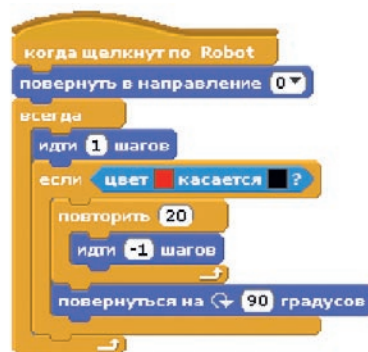 когда щелкнут по Robot
повернуть в направление 0
всегда
идти 1 шагов
если цвет касается ?
повторить 20
идти -1 шагов
повернуться на 90 градусов